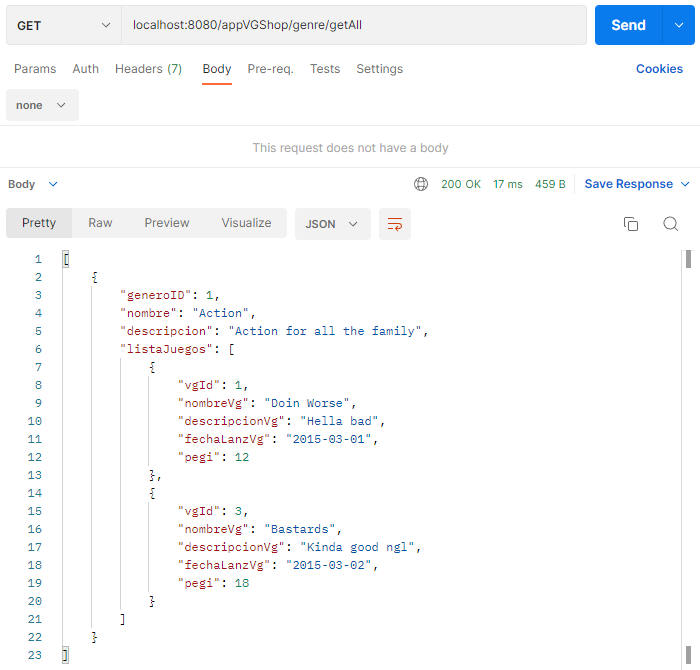 GET localhost:8080/appVGShop/genre/getAll Send
Params Auth Headers (7) Body Pre-req. Tests Settings Cookies
none
This request does not have a body
Body 200 OK 17 ms 459 B Save Response
Pretty Raw Preview Visualize JSON
1 [
2 {
3 "generoID": 1,
4 "nombre": "Action",
5 "descripcion": "Action for all the family",
6 "listaJuegos": [
7 {
8 "vgId": 1,
9 "nombreVg": "Doin Worse",
10 "descripcionVg": "Hella bad",
11 "fechaLanzVg": "2015-03-01",
12 "pegi": 12
13 },
14 {
15 "vgId": 3,
16 "nombreVg": "Bastards",
17 "descripcionVg": "Kinda good ngl",
18 "fechaLanzVg": "2015-03-02",
19 "pegi": 18
20 }
21 ]
22 }
23 ]